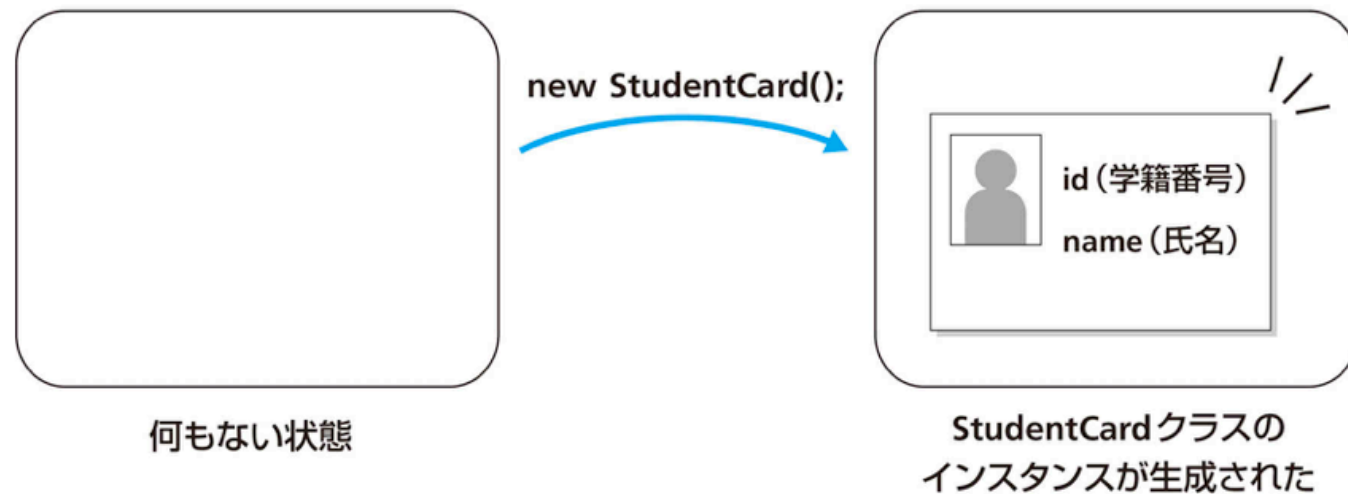 new StudentCard();
id（学籍番号）
name（氏名）
何もない状態
StudentCardクラスの
インスタンスが生成された